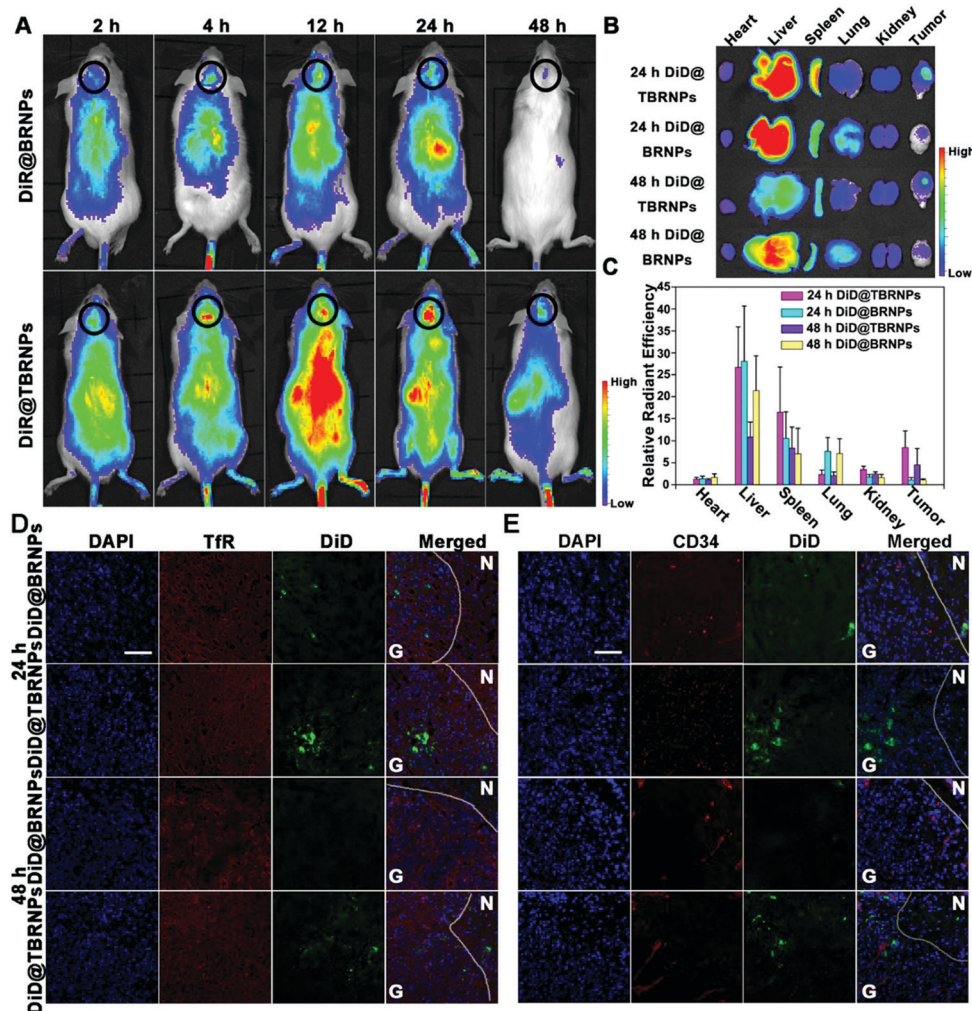 A
2 h 4 h 12 h 24 h 48 h
DiR@BRNPs
DiR@TBRNPs
High
Low
B
Heart Liver Spleen Lung Kidney Tumor
24 h DiD@
TBRNPs
24 h DiD@
BRNPs
48 h DiD@
TBRNPs
48 h DiD@
BRNPs
High
Low
C
Relative Radiant Efficiency
45
40
35
30
25
20
15
10
5
0
24 h DiD@TBRNPs
24 h DiD@BRNPs
48 h DiD@TBRNPs
48 h DiD@BRNPs
Heart Liver Spleen Lung Kidney Tumor
D
DAPI TfR DiD Merged
24 h
DiD@BRNPs
DiD@TBRNPs
48 h
DiD@BRNPs
DiD@TBRNPs
N
G
N
G
N
G
N
G
E
DAPI CD34 DiD Merged
N
G
N
G
N
G
N
G